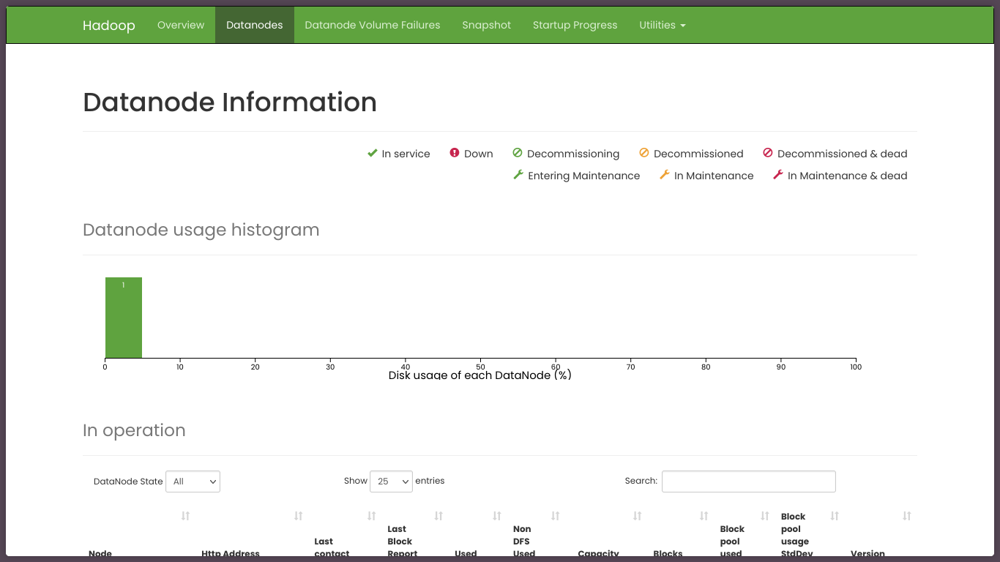 Hadoop Overview Datanodes Datanode Volume Failures Snapshot Startup Progress Utilities
Datanode Information
In service Down Decommissioning Decommissioned Decommissioned & dead
Entering Maintenance In Maintenance In Maintenance & dead
Datanode usage histogram
1
0 10 20 30 40 50 60 70 80 90 100
Disk usage of each DataNode (%)
In operation
DataNode State All Show 25 entries Search:
Node Http Address Last contact Last Block Report Used Non DFS Used Capacity Blocks Block pool used Block pool usage StdDev Version